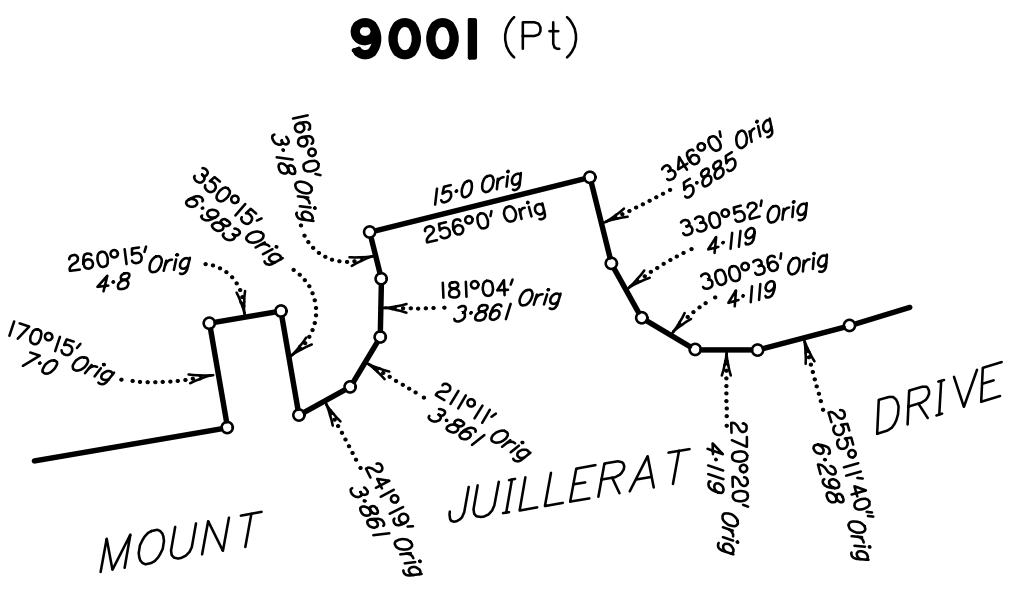 9001 (Pt)
166°0' Orig
3·18
350°15' Orig
6·983
260°15' Orig
4·8
170°15' Orig
7·0
15·0 Orig
256°0' Orig
346°0' Orig
5·885
330°52' Orig
4·119
300°36' Orig
4·119
181°04' Orig
3·861
211°11' Orig
3·861
241°19' Orig
3·861
270°20' Orig
4·119
255°11'40" Orig
6·298
MOUNT JUILLERAT DRIVE